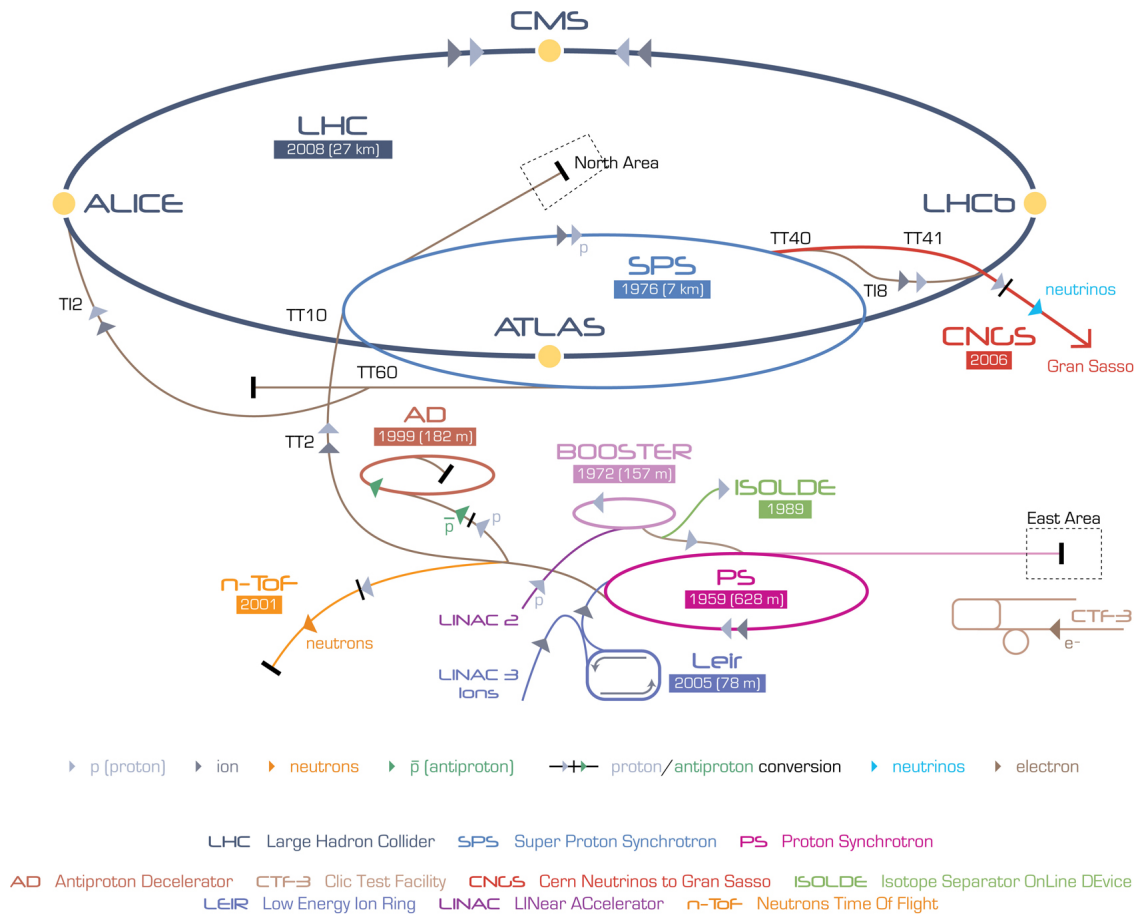 CMS
LHC
2008 (27 km)
North Area
ALICE
LHCb
p
TT40
TT41
SPS
1976 (7 km)
TI2
TI8
neutrinos
TT10
ATLAS
CNGS
2006
Gran Sasso
TT60
AD
1999 (182 m)
TT2
BOOSTER
1972 (157 m)
ISOLDE
1989
p̅
p
East Area
n-ToF
2001
PS
1959 (628 m)
p
LINAC 2
neutrons
CTF-3
e-
LINAC 3
Ions
Leir
2005 (78 m)
p (proton) ion neutrons p̅ (antiproton) proton/antiproton conversion neutrinos electron
LHC Large Hadron Collider SPS Super Proton Synchrotron PS Proton Synchrotron
AD Antiproton Decelerator CTF-3 Clic Test Facility CNGS Cern Neutrinos to Gran Sasso ISOLDE Isotope Separator OnLine DEvice
LEIR Low Energy Ion Ring LINAC LINear ACcelerator n-ToF Neutrons Time Of Flight